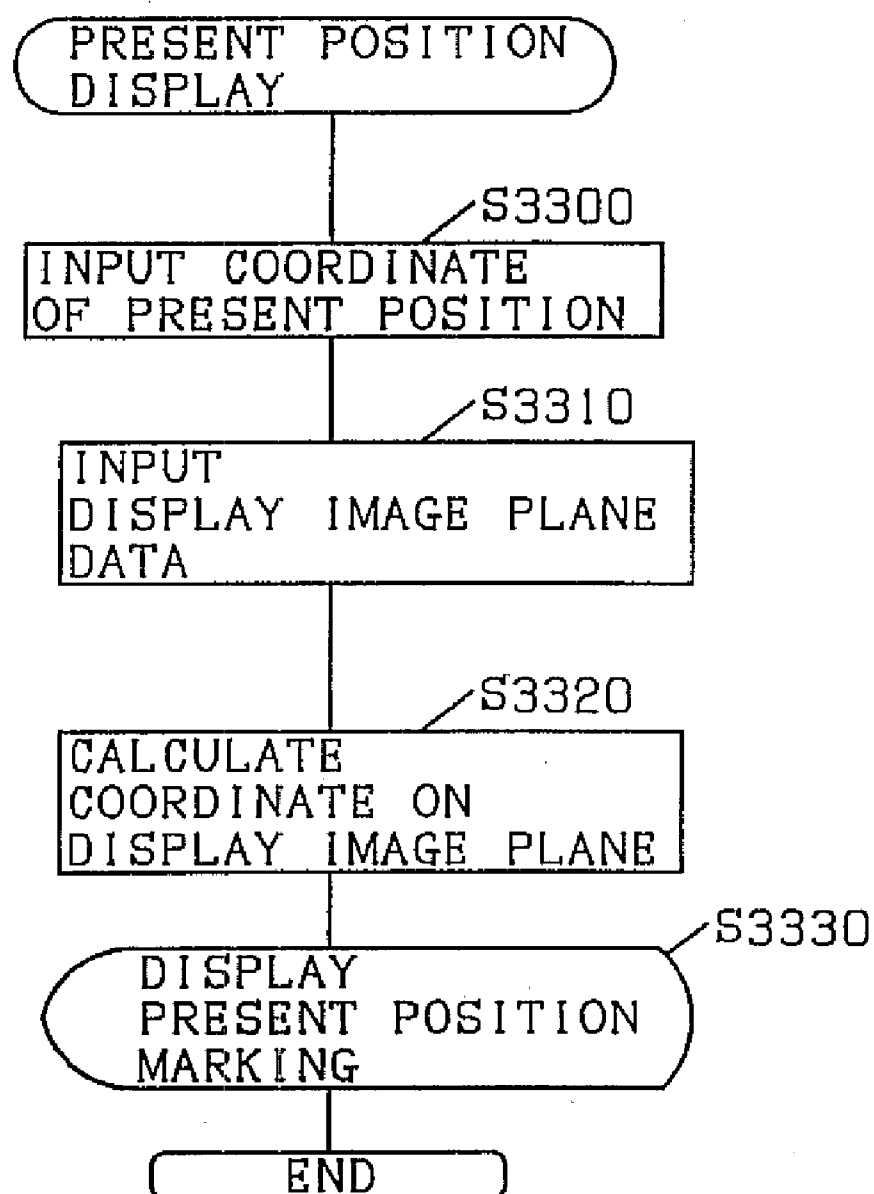 PRESENT POSITION
DISPLAY
S3300
INPUT COORDINATE
OF PRESENT POSITION
S3310
INPUT
DISPLAY IMAGE PLANE
DATA
S3320
CALCULATE
COORDINATE ON
DISPLAY IMAGE PLANE
S3330
DISPLAY
PRESENT POSITION
MARKING
END